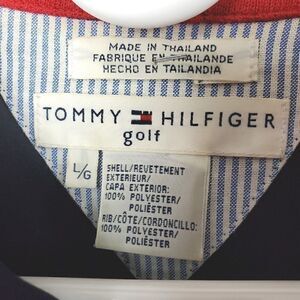 MADE IN THAILAND
FABRIQUE EN THAILANDE
HECHO EN TAILANDIA
TOMMY HILFIGER
golf
L/G
SHELL/REVETEMENT
EXTERIEUR/
CAPA EXTERIOR:
100% POLYESTER/
POLIÉSTER
RIB/CÔTE/CORDONCILLO:
100% POLYESTER/
POLIÉSTER